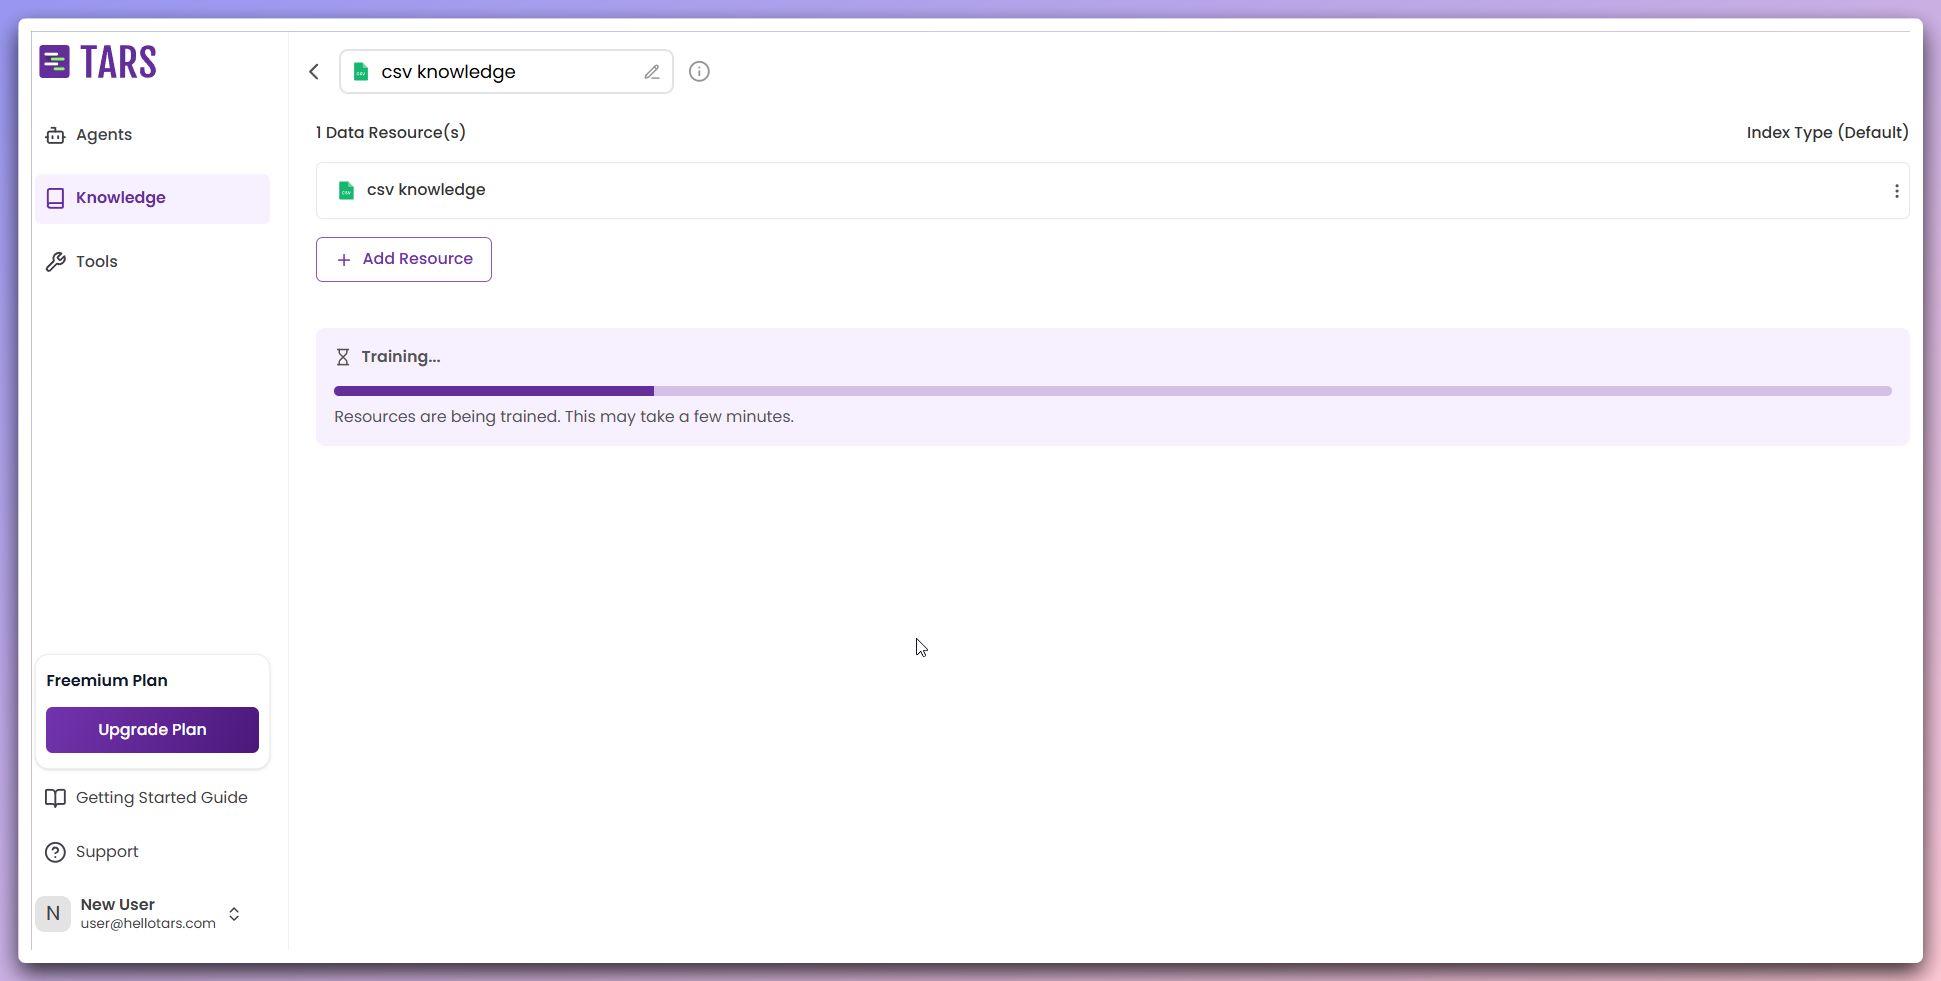 TARS
Agents
Knowledge
Tools
Freemium Plan
Upgrade Plan
Getting Started Guide
Support
N
New User
user@hellotars.com
csv knowledge
1 Data Resource(s)
Index Type (Default)
csv knowledge
+ Add Resource
Training...
Resources are being trained. This may take a few minutes.